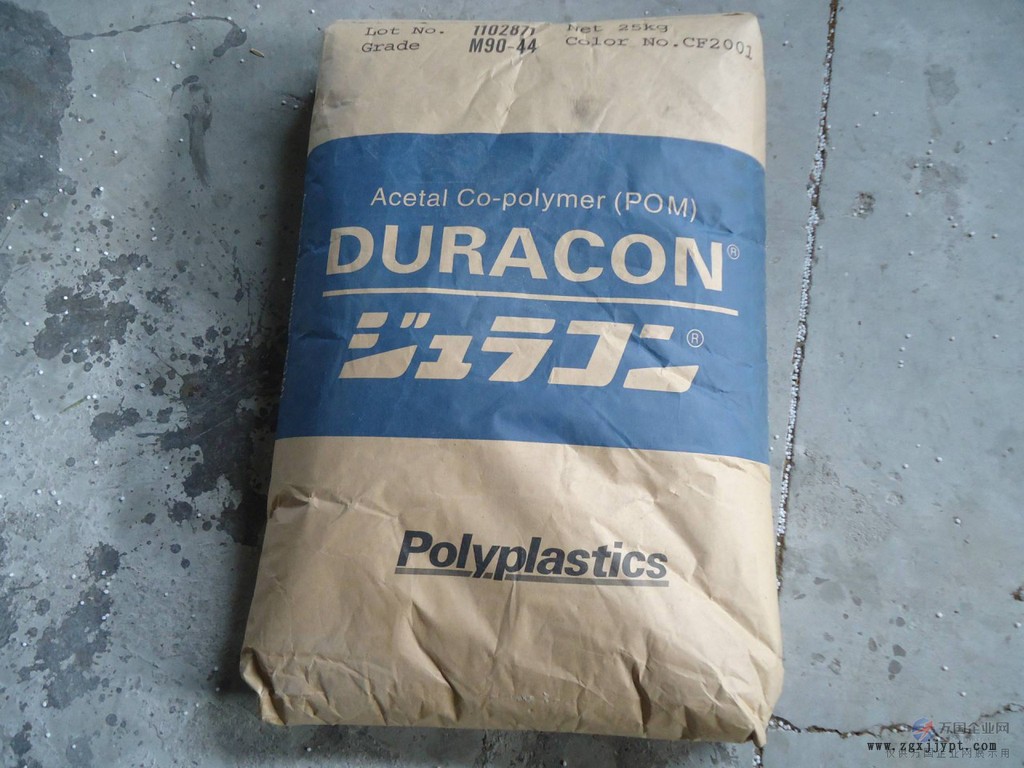 Lot No. 1102871 Net 25kg
Grade M90-44 Color No.CF2001
Acetal Co-polymer (POM)
DURACON®
ジュラコン®
Polyplastics
万国企业网
www.zgxjjypt.com